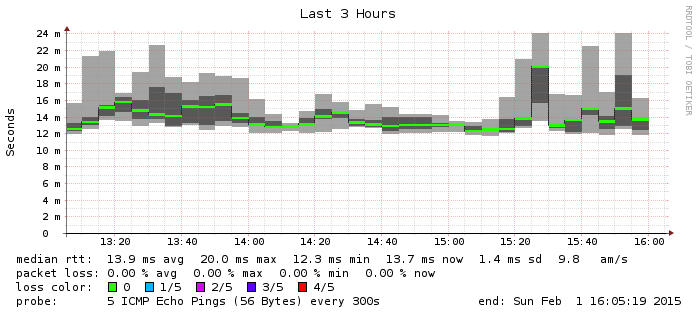 Last 3 Hours
RRDTOOL / TOBI OETIKER
Seconds
24 m
22 m
20 m
18 m
16 m
14 m
12 m
10 m
8 m
6 m
4 m
2 m
0
13:20 13:40 14:00 14:20 14:40 15:00 15:20 15:40 16:00
median rtt: 13.9 ms avg 20.0 ms max 12.3 ms min 13.7 ms now 1.4 ms sd 9.8 am/s
packet loss: 0.00 % avg 0.00 % max 0.00 % min 0.00 % now
loss color: 0 1/5 2/5 3/5 4/5
probe: 5 ICMP Echo Pings (56 Bytes) every 300s end: Sun Feb 1 16:05:19 2015